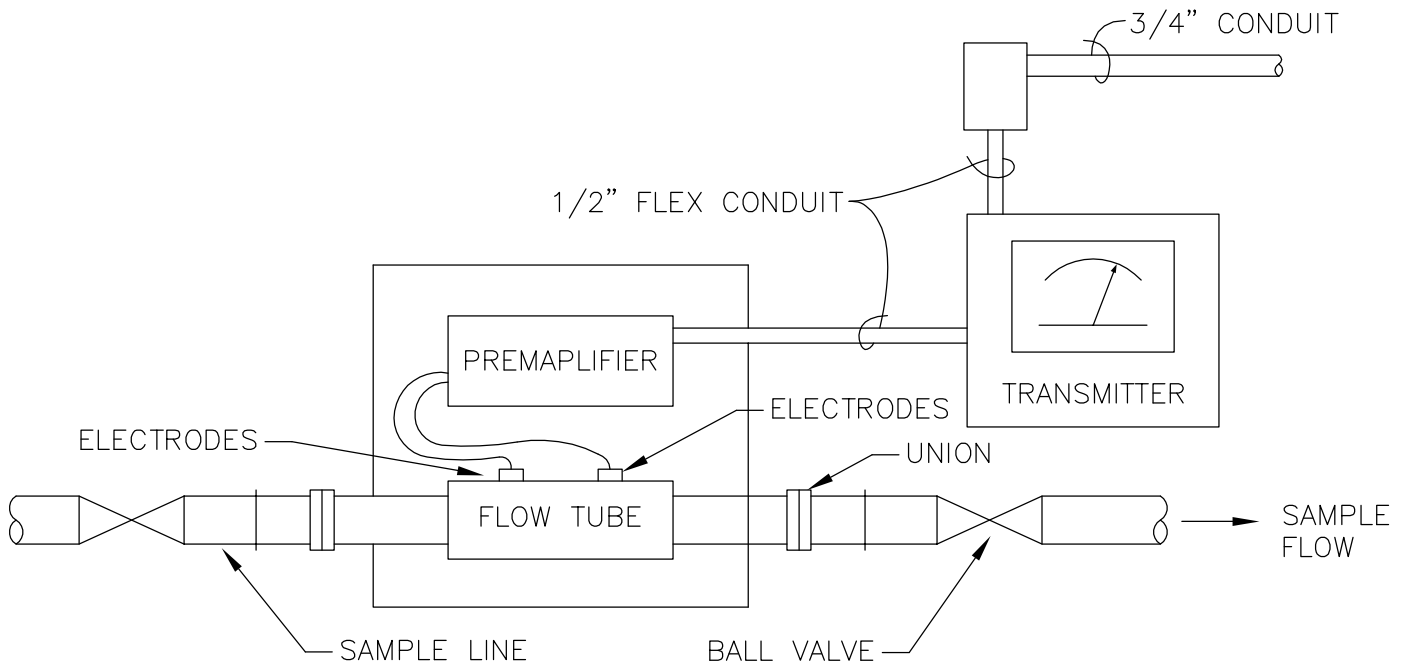 3/4” CONDUIT
1/2” FLEX CONDUIT
PREMAPLIFIER
TRANSMITTER
ELECTRODES
ELECTRODES
UNION
FLOW TUBE
SAMPLE
FLOW
SAMPLE LINE
BALL VALVE